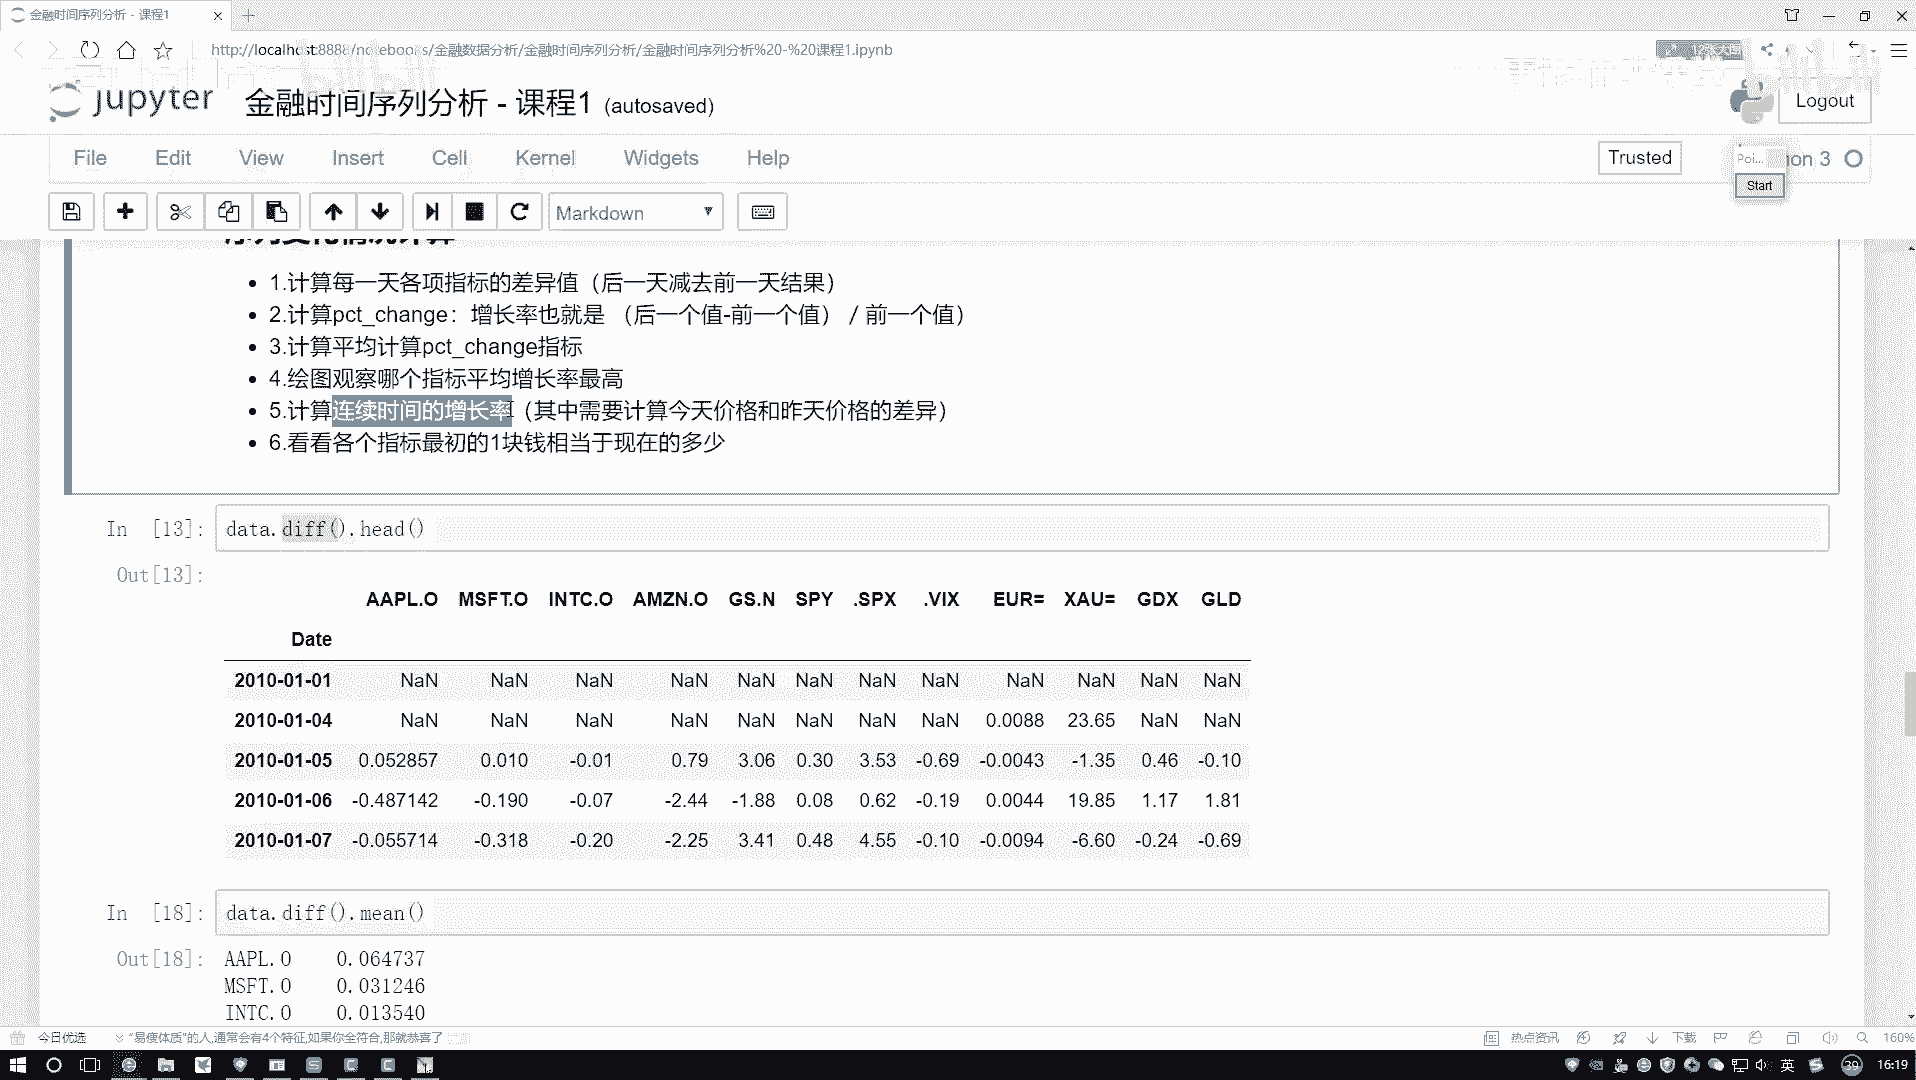 金融时间序列分析 - 课程1
http://localhost:8888/notebooks/金融数据分析/金融时间序列分析/金融时间序列分析%20-%20课程1.ipynb
jupyter 金融时间序列分析 - 课程1 (autosaved)
Logout
File Edit View Insert Cell Kernel Widgets Help
Trusted
Poi... on 3
Start
Markdown
序列变化情况计算
1.计算每一天各项指标的差异值（后一天减去前一天结果）
2.计算pct_change：增长率也就是 （后一个值-前一个值） / 前一个值）
3.计算平均计算pct_change指标
4.绘图观察哪个指标平均增长率最高
5.计算连续时间的增长率（其中需要计算今天价格和昨天价格的差异）
6.看看各个指标最初的1块钱相当于现在的多少
In [13]: data.diff().head()
Out[13]:
AAPL.O MSFT.O INTC.O AMZN.O GS.N SPY .SPX .VIX EUR= XAU= GDX GLD
Date
2010-01-01 NaN NaN NaN NaN NaN NaN NaN NaN NaN NaN NaN NaN
2010-01-04 NaN NaN NaN NaN NaN NaN NaN NaN 0.0088 23.65 NaN NaN
2010-01-05 0.052857 0.010 -0.01 0.79 3.06 0.30 3.53 -0.69 -0.0043 -1.35 0.46 -0.10
2010-01-06 -0.487142 -0.190 -0.07 -2.44 -1.88 0.08 0.62 -0.19 0.0044 19.85 1.17 1.81
2010-01-07 -0.055714 -0.318 -0.20 -2.25 3.41 0.48 4.55 -0.10 -0.0094 -6.60 -0.24 -0.69
In [18]: data.diff().mean()
Out[18]: AAPL.O 0.064737
MSFT.O 0.031246
INTC.O 0.013540
今日优选 “易瘦体质”的人,通常会有4个特征,如果你全符合,那就恭喜了
热点资讯 下载 160%
英 39 16:19